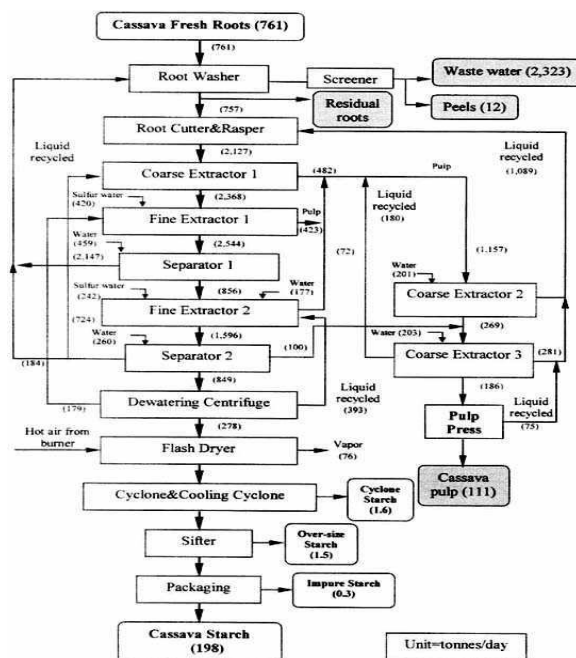 Cassava Fresh Roots (761)
(761)
Root Washer
Screener
Waste water (2,323)
Peels (12)
(757)
Residual
roots
Root Cutter&Rasper
Liquid
recycled
(2,127)
Liquid
recycled
(1,089)
Coarse Extractor 1
(482)
Pulp
Sulfur water
(420)
(2,368)
Liquid
recycled
(180)
Fine Extractor 1
Pulp
(423)
Water
(459)
(2,544)
(2,147)
Separator 1
(72)
(1,157)
Sulfur water
(242)
(856)
Water
(177)
Water
(201)
Fine Extractor 2
Coarse Extractor 2
(724)
Water
(260)
(1,596)
(100)
(269)
Water (203)
Separator 2
Coarse Extractor 3
(281)
(184)
(849)
(186)
(179)
Dewatering Centrifuge
Liquid
recycled
(393)
Pulp
Press
Liquid
recycled
(75)
(278)
Hot air from
burner
Flash Dryer
Vapor
(76)
Cassava
pulp (111)
Cyclone&Cooling Cyclone
Cyclone
Starch
(1.6)
Sifter
Over-size
Starch
(1.5)
Packaging
Impure Starch
(0.3)
Cassava Starch
(198)
Unit=tonnes/day